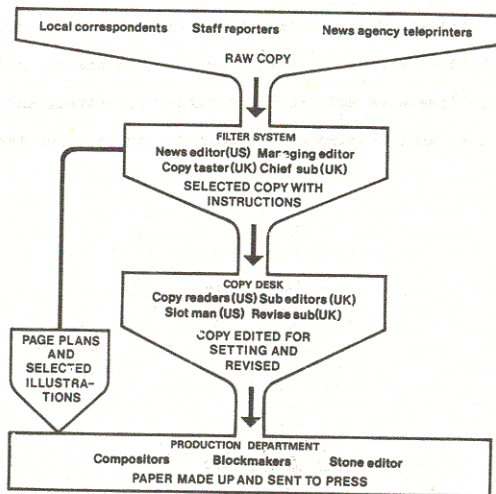 Local correspondents Staff reporters News agency teleprinters
RAW COPY
FILTER SYSTEM
News editor(US) Managing editor
Copy taster(UK) Chief sub (UK)
SELECTED COPY WITH
INSTRUCTIONS
COPY DESK
Copy readers(US) Sub editors (UK)
Slot man (US) Revise sub(UK)
COPY EDITED FOR
SETTING AND
REVISED
PAGE PLANS
AND
SELECTED
ILLUSTRA-
TIONS
PRODUCTION DEPARTMENT
Compositors Blockmakers Stone editor
PAPER MADE UP AND SENT TO PRESS